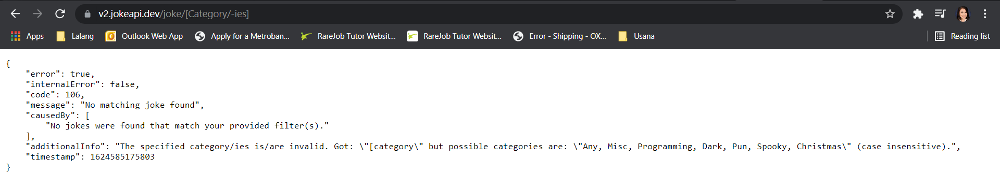 v2.jokeapi.dev/joke/[Category/-ies]
Apps Lalang Outlook Web App Apply for a Metroban... RareJob Tutor Websit... RareJob Tutor Websit... Error - Shipping - OX... Usana Reading list
{
"error": true,
"internalError": false,
"code": 106,
"message": "No matching joke found",
"causedBy": [
"No jokes were found that match your provided filter(s)."
],
"additionalInfo": "The specified category/ies is/are invalid. Got: \"[category\" but possible categories are: \"Any, Misc, Programming, Dark, Pun, Spooky, Christmas\" (case insensitive).",
"timestamp": 1624585175803
}